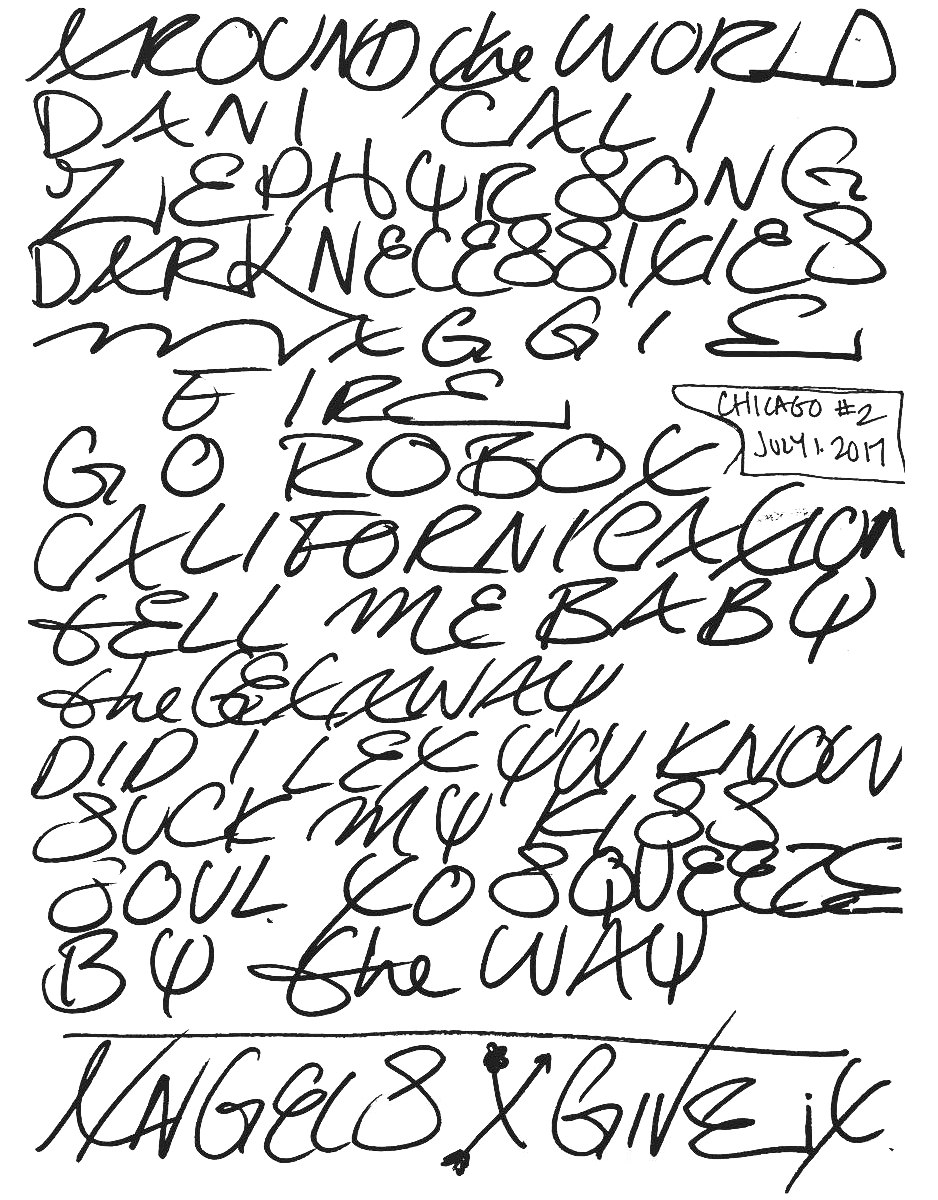 AROUND the WORLD
DANI CALI
ZEPHYR SONG
DARK NECESSITIES
AGGIE
FIRE
CHICAGO #2
JULY 1. 2017
GO ROBOT
CALIFORNICATION
TELL ME BABY
the GETAWAY
DID I LET YOU KNOW
SUCK MY KISS
SOUL TO SQUEEZE
BY the WAY
ANGELS X GIVE iT